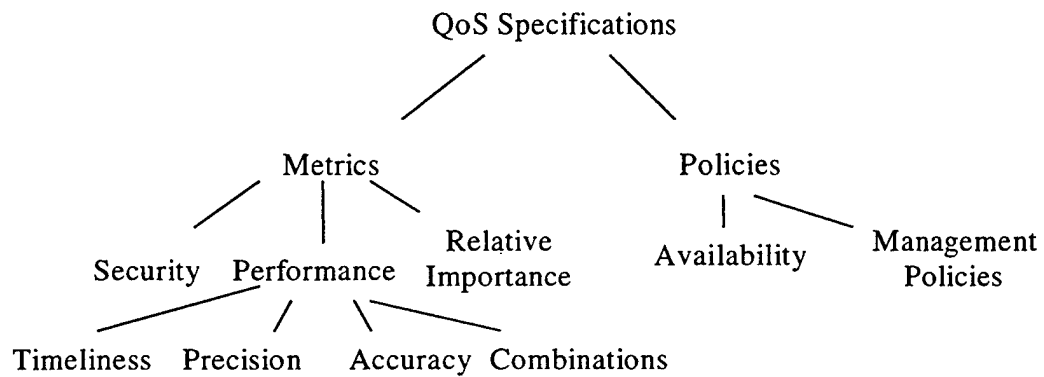 QoS Specifications
Metrics
Policies
Security
Performance
Relative
Importance
Availability
Management
Policies
Timeliness
Precision
Accuracy
Combinations